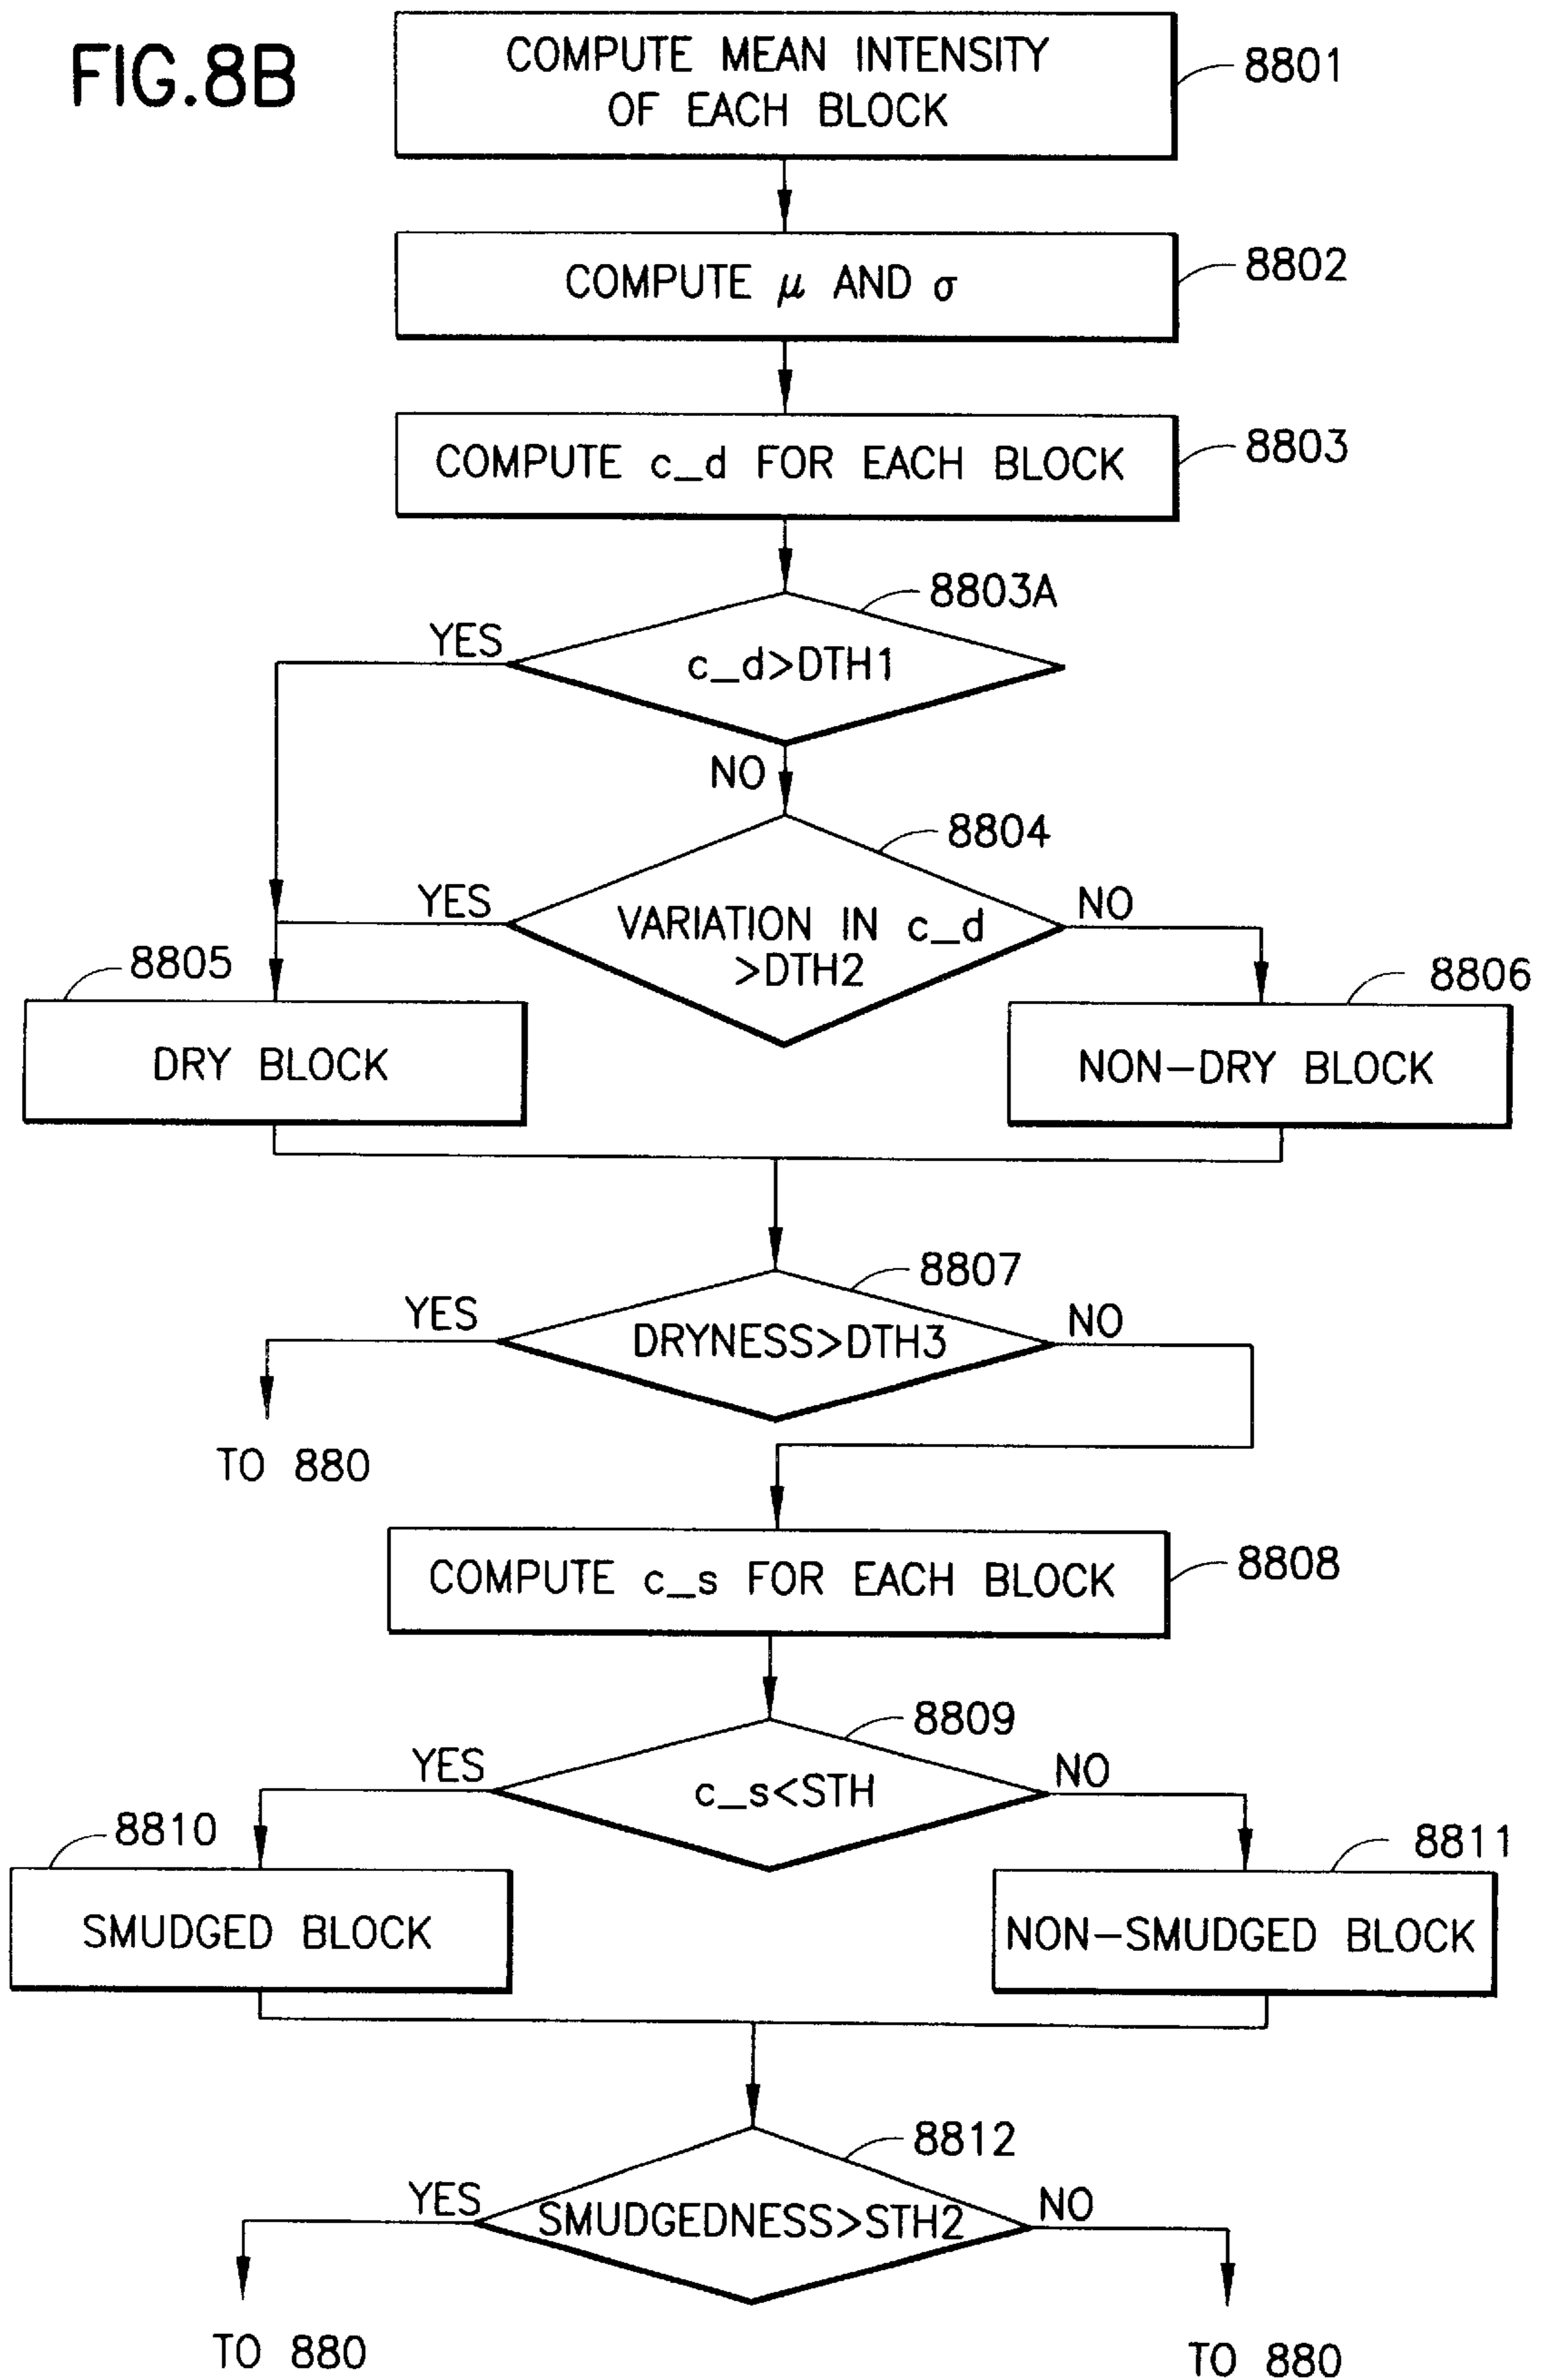 FIG.8B
COMPUTE MEAN INTENSITY
OF EACH BLOCK
8801
COMPUTE μ AND σ
8802
COMPUTE c_d FOR EACH BLOCK
8803
8803A
YES
c_d>DTH1
NO
8804
YES
VARIATION IN c_d
>DTH2
NO
8805
DRY BLOCK
8806
NON-DRY BLOCK
8807
YES
DRYNESS>DTH3
NO
TO 880
COMPUTE c_s FOR EACH BLOCK
8808
8809
YES
c_s<STH
NO
8810
SMUDGED BLOCK
8811
NON-SMUDGED BLOCK
8812
YES
SMUDGEDNESS>STH2
NO
TO 880
TO 880